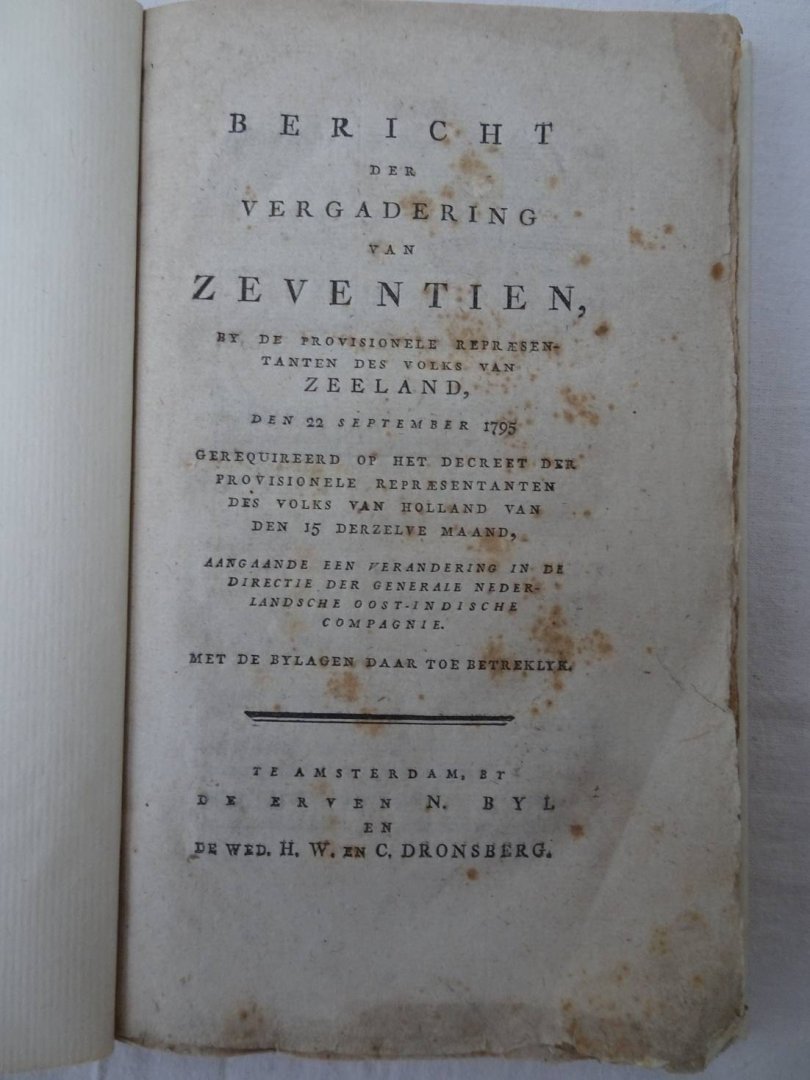 BERICHT
DER
VERGADERING
VAN
ZEVENTIEN,
BY DE PROVISIONELE REPRÆSEN-
TANTEN DES VOLKS VAN
ZEELAND,
DEN 22 SEPTEMBER 1795
GEREQUIREERD OP HET DECREET DER
PROVISIONELE REPRÆSENTANTEN
DES VOLKS VAN HOLLAND VAN
DEN 15 DERZELVE MAAND,
AANGAANDE EEN VERANDERING IN DE
DIRECTIE DER GENERALE NEDER-
LANDSCHE OOST-INDISCHE
COMPAGNIE.
MET DE BYLAGEN DAAR TOE BETREKLYK.
TE AMSTERDAM, BY
DE ERVEN N. BYL
EN
DE WED. H. W. EN C. DRONSBERG.